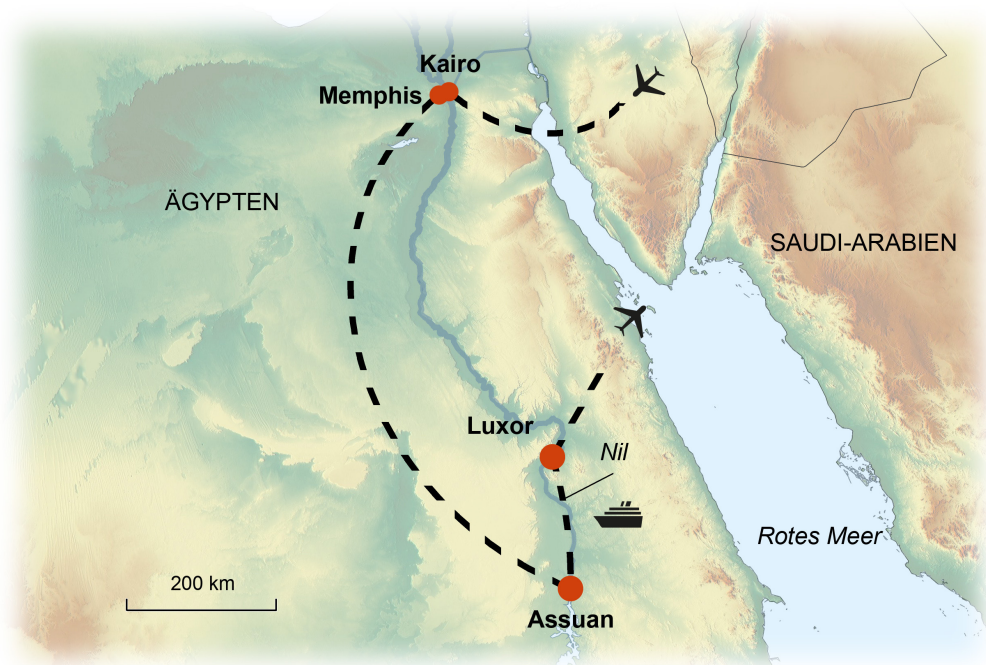 Kairo
Memphis
ÄGYPTEN
SAUDI-ARABIEN
Luxor
Nil
Rotes Meer
200 km
Assuan